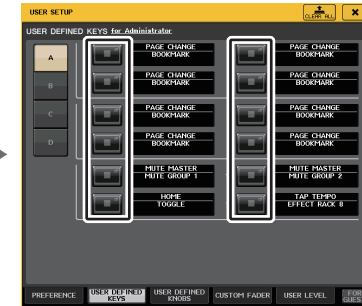 USER SETUP
CLEAR ALL
USER DEFINED KEYS for Administrator
A
PAGE CHANGE
BOOKMARK
PAGE CHANGE
BOOKMARK
B
PAGE CHANGE
BOOKMARK
PAGE CHANGE
BOOKMARK
C
PAGE CHANGE
BOOKMARK
PAGE CHANGE
BOOKMARK
D
PAGE CHANGE
BOOKMARK
PAGE CHANGE
BOOKMARK
MUTE MASTER
MUTE GROUP 1
MUTE MASTER
MUTE GROUP 2
HOME
TOGGLE
TAP TEMPO
EFFECT RACK 8
PREFERENCE
USER DEFINED
KEYS
USER DEFINED
KNOBS
CUSTOM FADER
USER LEVEL
FOR
GUES